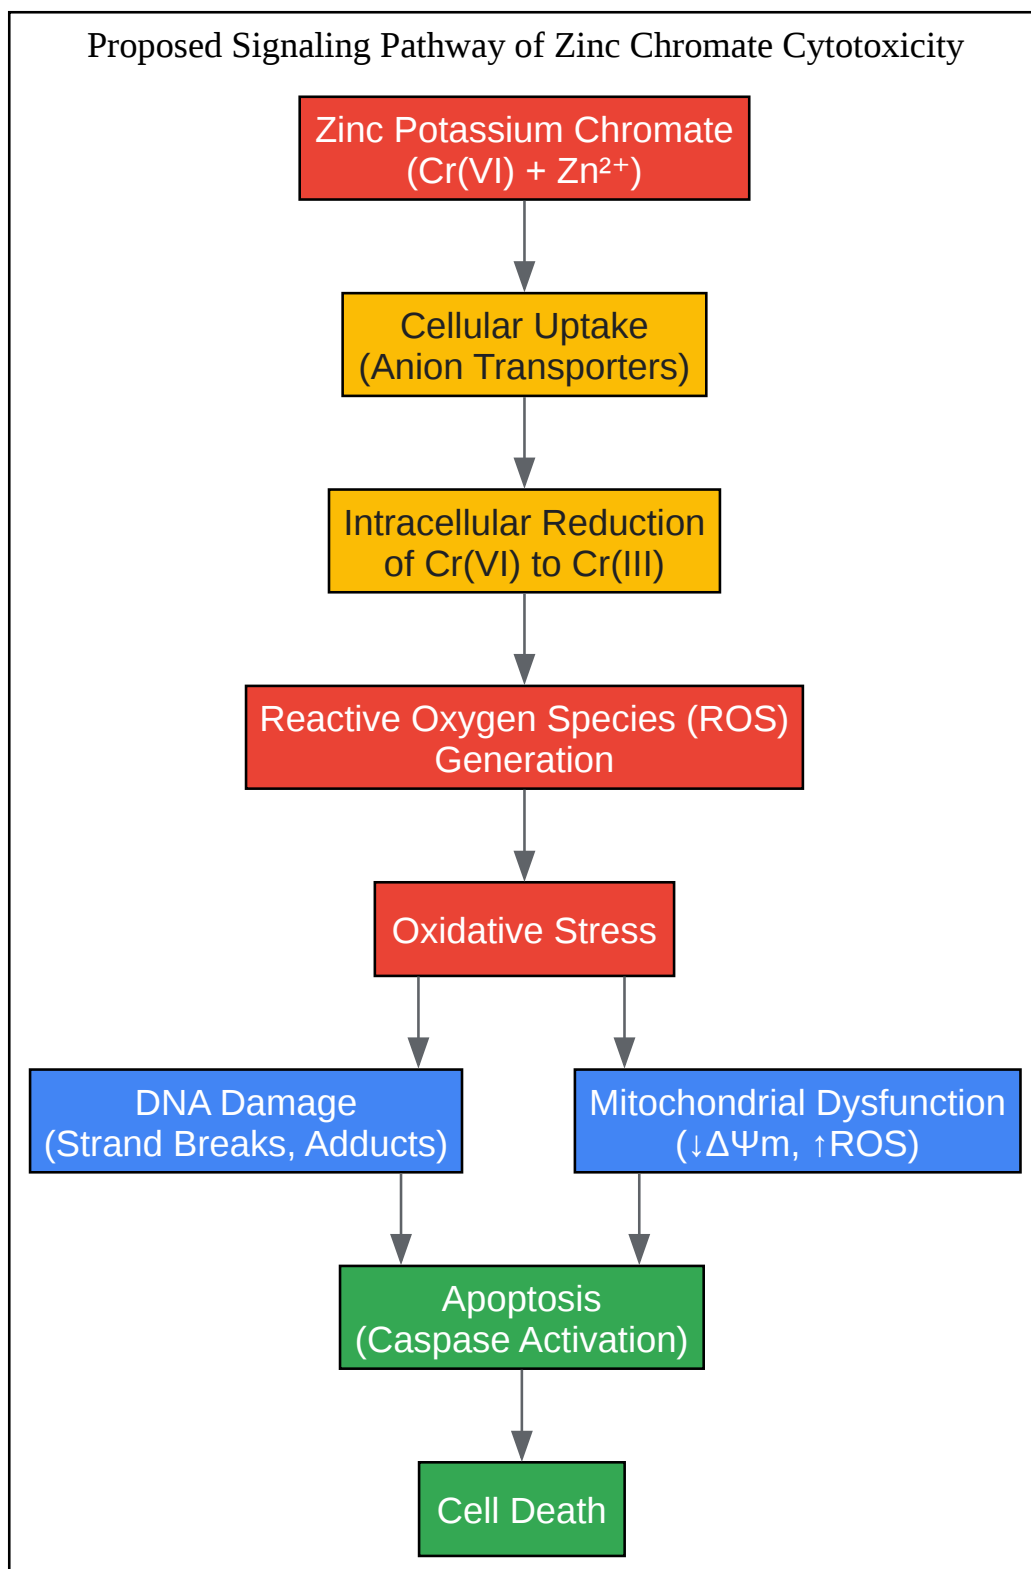 Proposed Signaling Pathway of Zinc Chromate Cytotoxicity
Zinc Potassium Chromate
(Cr(VI) + Zn²⁺)
Cellular Uptake
(Anion Transporters)
Intracellular Reduction
of Cr(VI) to Cr(III)
Reactive Oxygen Species (ROS)
Generation
Oxidative Stress
DNA Damage
(Strand Breaks, Adducts)
Mitochondrial Dysfunction
(↓ΔΨm, ↑ROS)
Apoptosis
(Caspase Activation)
Cell Death